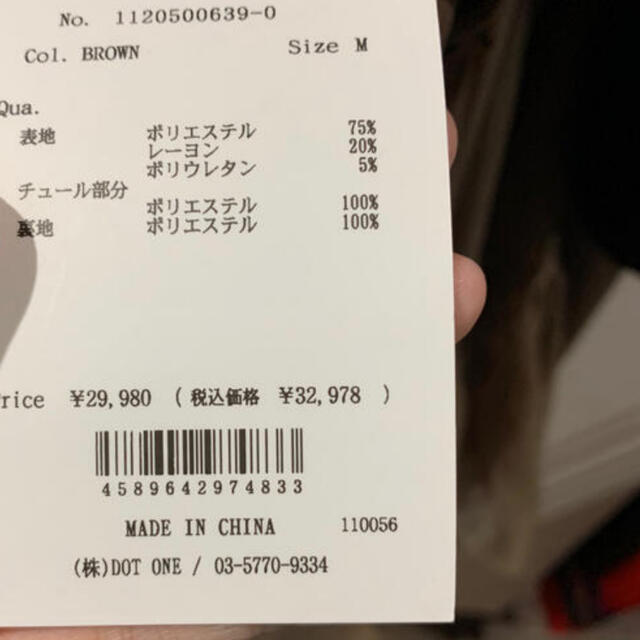 No. 1120500639-0
Col. BROWN Size M
Qua.
表地 ポリエステル 75%
レーヨン 20%
ポリウレタン 5%
チュール部分
ポリエステル 100%
裏地 ポリエステル 100%
rice ¥29,980 ( 税込価格 ¥32,978 )
4589642974833
MADE IN CHINA 110056
(株)DOT ONE / 03-5770-9334